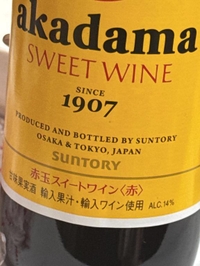 akadama
SWEET WINE
SINCE
1907
PRODUCED AND BOTTLED BY SUNTORY
OSAKA & TOKYO, JAPAN
SUNTORY
赤玉スイートワイン〈赤〉
甘味果実酒 輸入果汁・輸入ワイン使用 ALC.14%